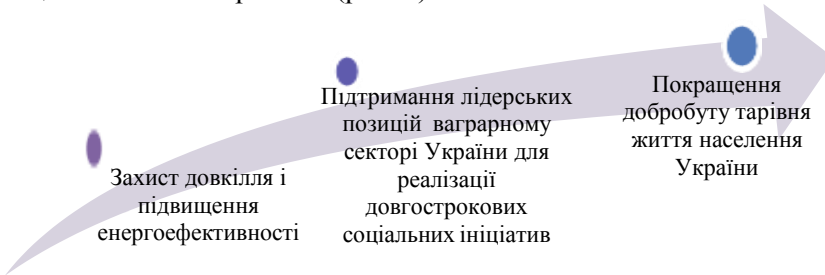 Захист довкілля і
підвищення
енергоефективності
Підтримання лідерських
позицій ваграрному
секторі України для
реалізації
довгострокових
соціальних ініціатив
Покращення
добробуту тарівня
життя населення
України